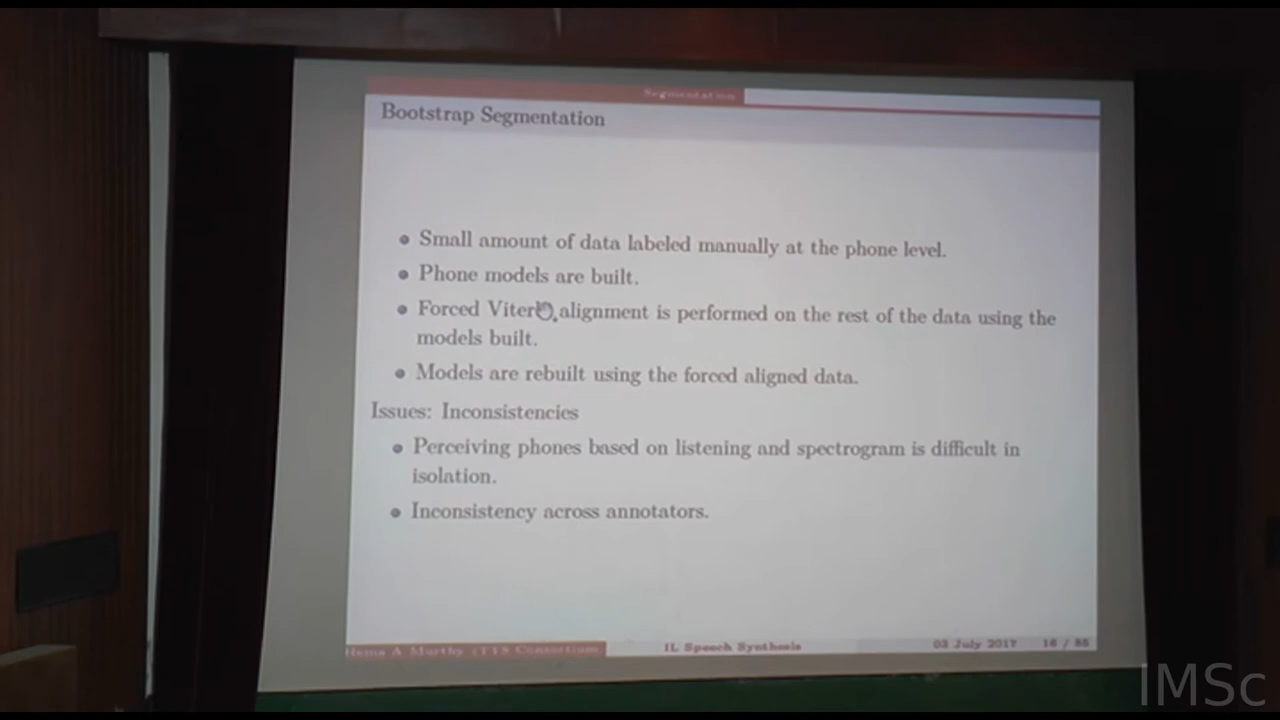 Segmentation
Bootstrap Segmentation
Small amount of data labeled manually at the phone level.
Phone models are built.
Forced Viterbi alignment is performed on the rest of the data using the
models built.
Models are rebuilt using the forced aligned data.
Issues: Inconsistencies
Perceiving phones based on listening and spectrogram is difficult in
isolation.
Inconsistency across annotators.
Hema A Murthy (TTS Consortium)
IL Speech Synthesis
03 July 2017
IMSc